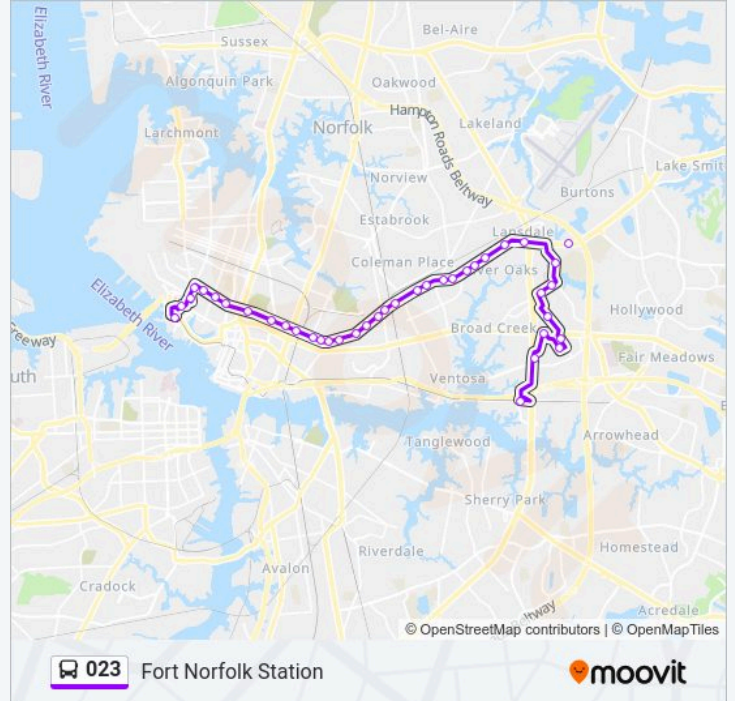 Elizabeth River
Sussex
Bel-Aire
Algonquin Park
Oakwood
Larchmont
Norfolk
Hampton Roads Beltway
Lakeland
Lake Smit
Norview
Burtons
Estabrook
Lansdale
Coleman Place
ver Oaks
Elizabeth River
Hollywood
Freeway
Broad Creek
Fair Meadows
uth
Ventosa
Tanglewood
Arrowhead
Sherry Park
Riverdale
Homestead
Avalon
Cradock
Acredale
Beltway
© OpenStreetMap contributors | © OpenMapTiles
023 Fort Norfolk Station
moovit